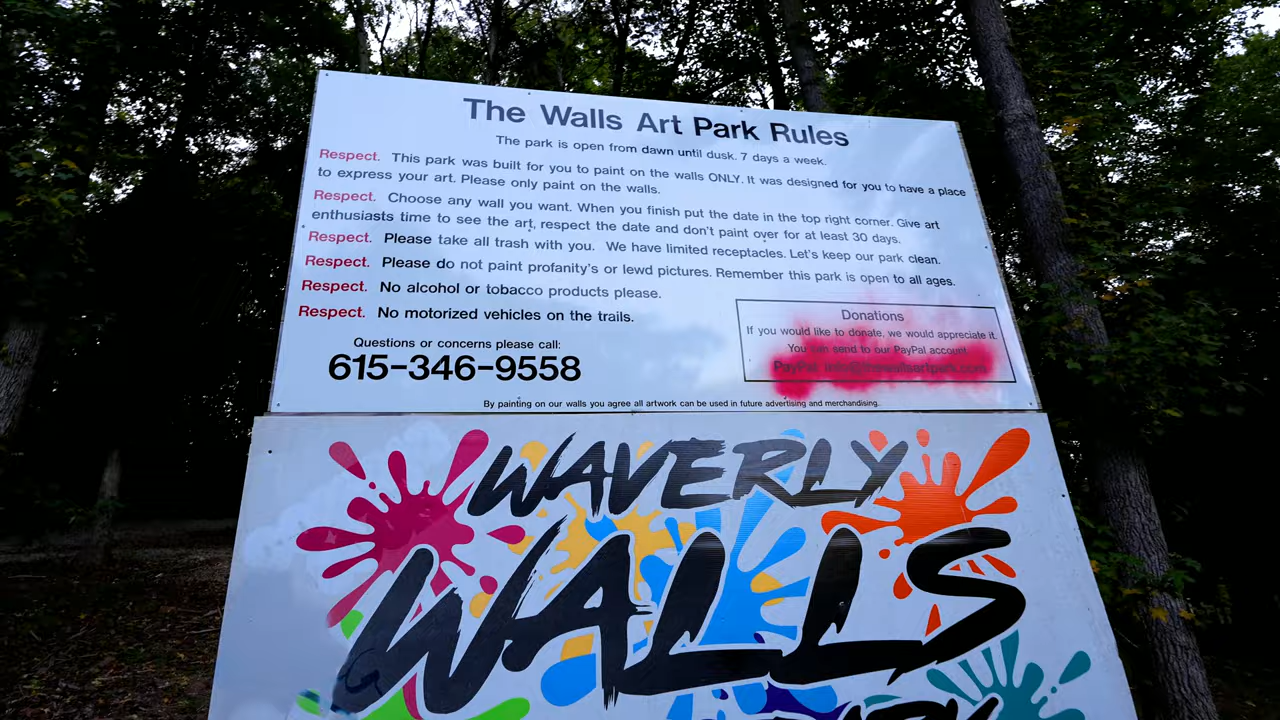 The Walls Art Park Rules
The park is open from dawn until dusk. 7 days a week.
Respect. This park was built for you to paint on the walls ONLY. It was designed for you to have a place
to express your art. Please only paint on the walls.
Respect. Choose any wall you want. When you finish put the date in the top right corner. Give art
enthusiasts time to see the art, respect the date and don't paint over for at least 30 days.
Respect. Please take all trash with you. We have limited receptacles. Let's keep our park clean.
Respect. Please do not paint profanity's or lewd pictures. Remember this park is open to all ages.
Respect. No alcohol or tobacco products please.
Respect. No motorized vehicles on the trails.
Questions or concerns please call:
615-346-9558
Donations
If you would like to donate, we would appreciate it.
You can send to our PayPal account.
PayPal: info@thewallsartpark.com
By painting on our walls you agree all artwork can be used in future advertising and merchandising.
WAVERLY
WALLS